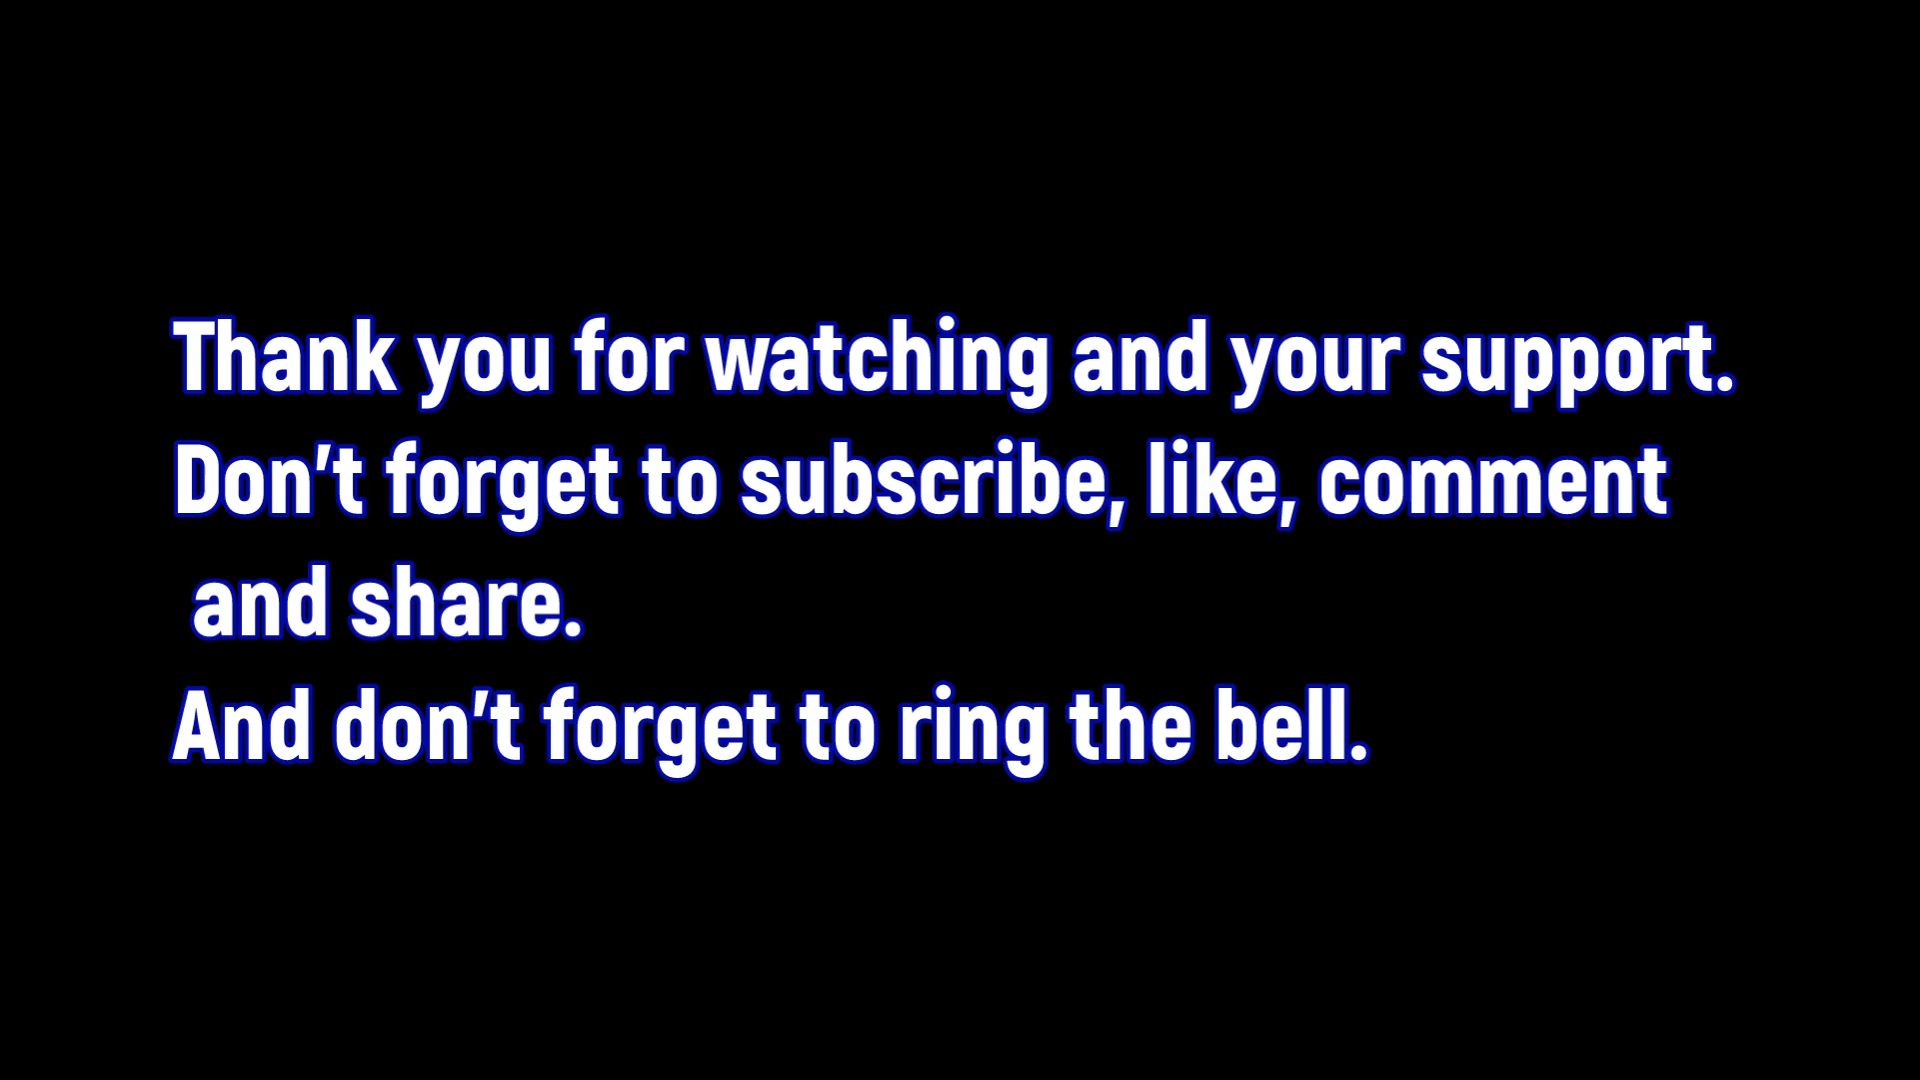 Thank you for watching and your support.
Don't forget to subscribe, like, comment
and share.
And don't forget to ring the bell.